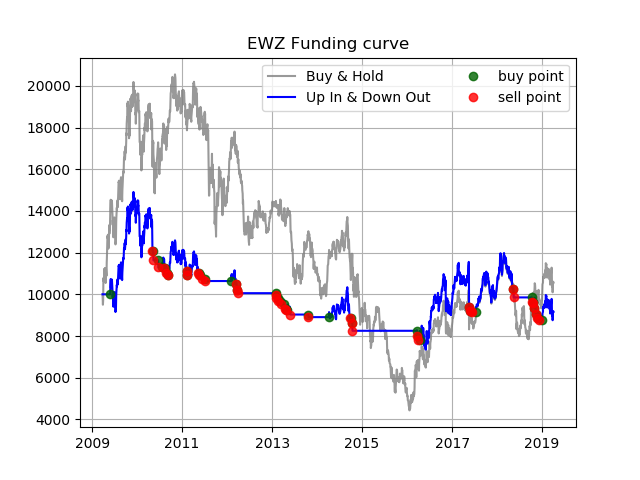 EWZ Funding curve
Buy & Hold
Up In & Down Out
buy point
sell point
20000
18000
16000
14000
12000
10000
8000
6000
4000
2009 2011 2013 2015 2017 2019